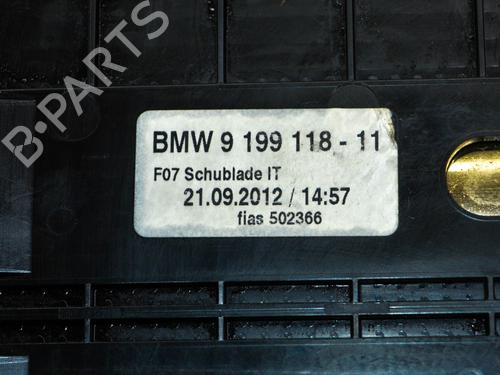 B-PARTS
BMW 9 199 118 - 11
F07 Schublade IT
21.09.2012 / 14:57
fias 502366